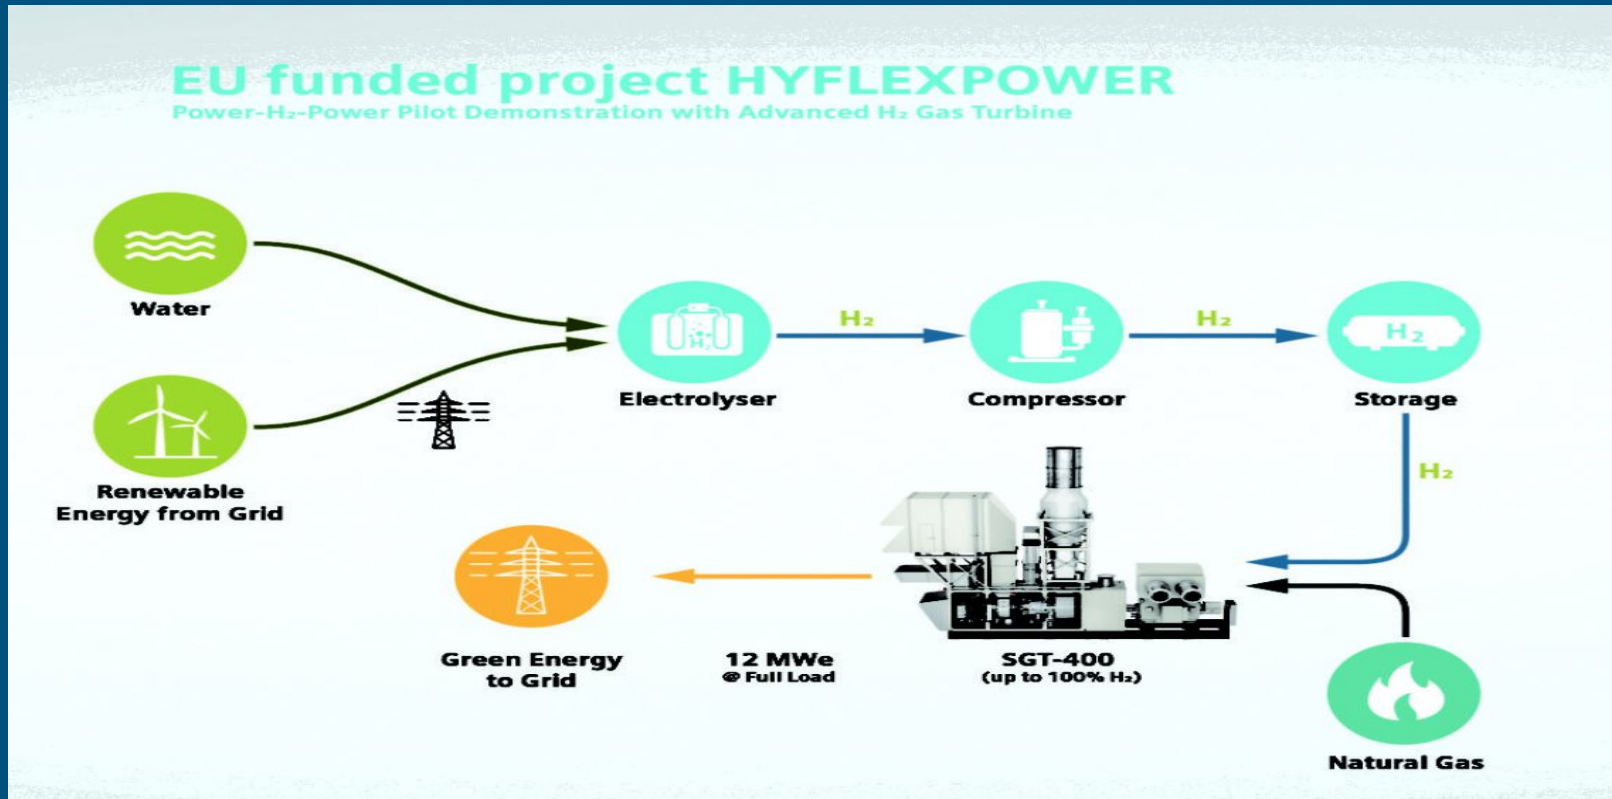 EU funded project HYFLEXPOWER
Power-H₂-Power Pilot Demonstration with Advanced H₂ Gas Turbine
Water
Renewable
Energy from Grid
H₂
Electrolyser
H₂
Compressor
H₂
H₂
Storage
H₂
Green Energy
to Grid
12 MWe
@ Full Load
SGT-400
(up to 100% H₂)
Natural Gas